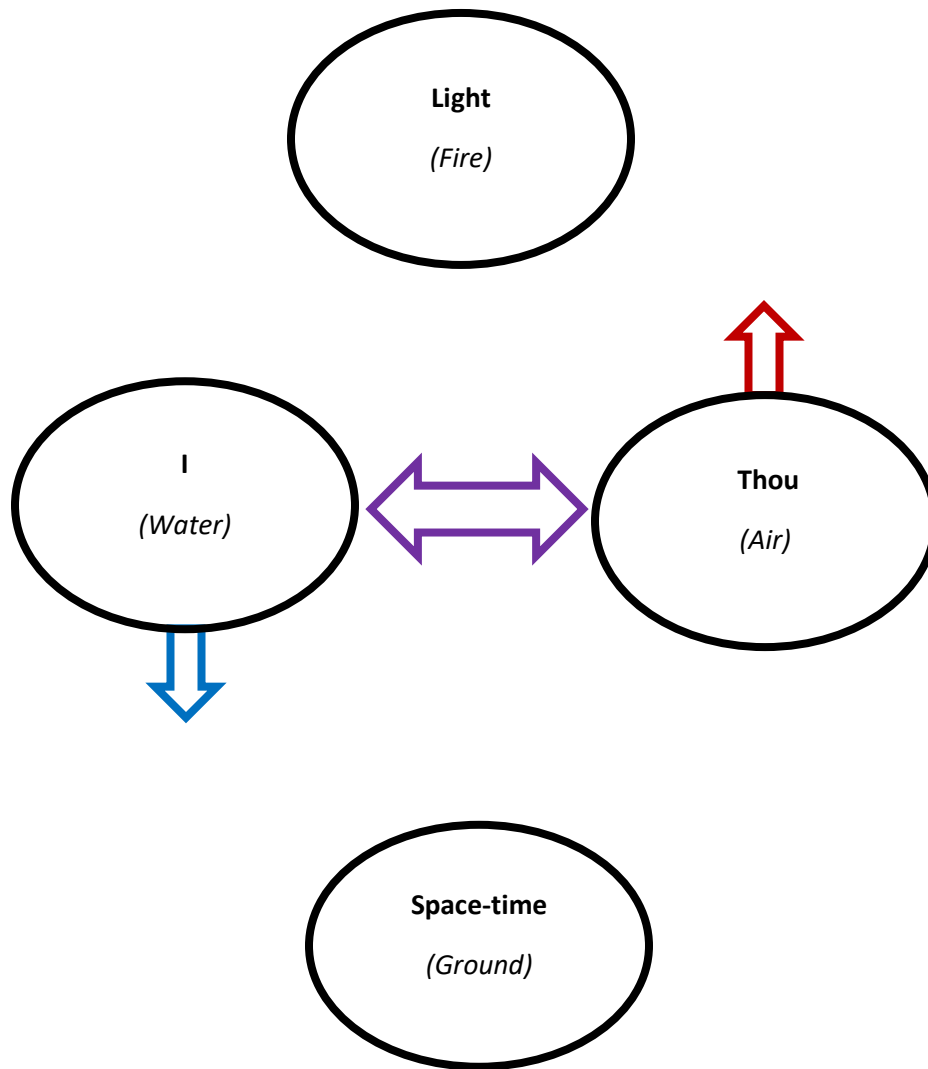 Light
(Fire)
I
(Water)
Thou
(Air)
Space-time
(Ground)